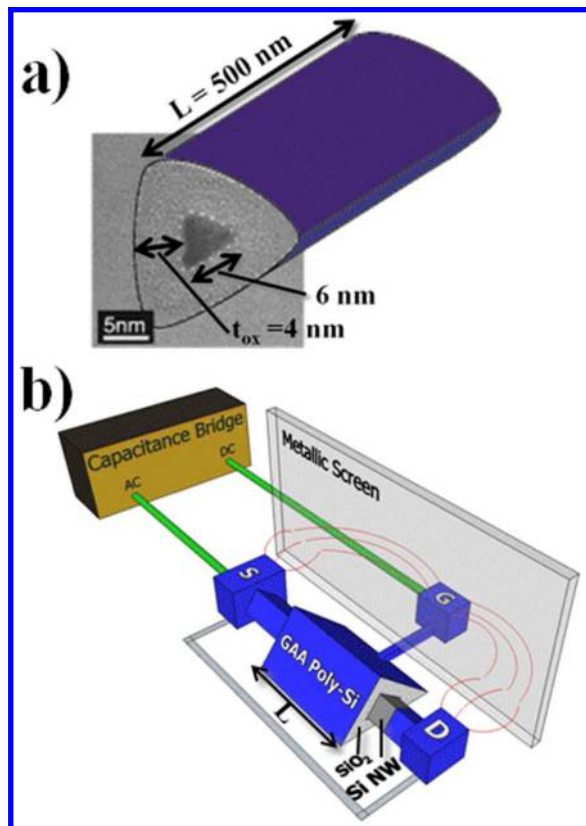 a)
L = 500 nm
6 nm
5nm
tox =4 nm
b)
Capacitance Bridge
AC
DC
Metallic Screen
S
G
GAA Poly-Si
L
SiO2
Si NW
D